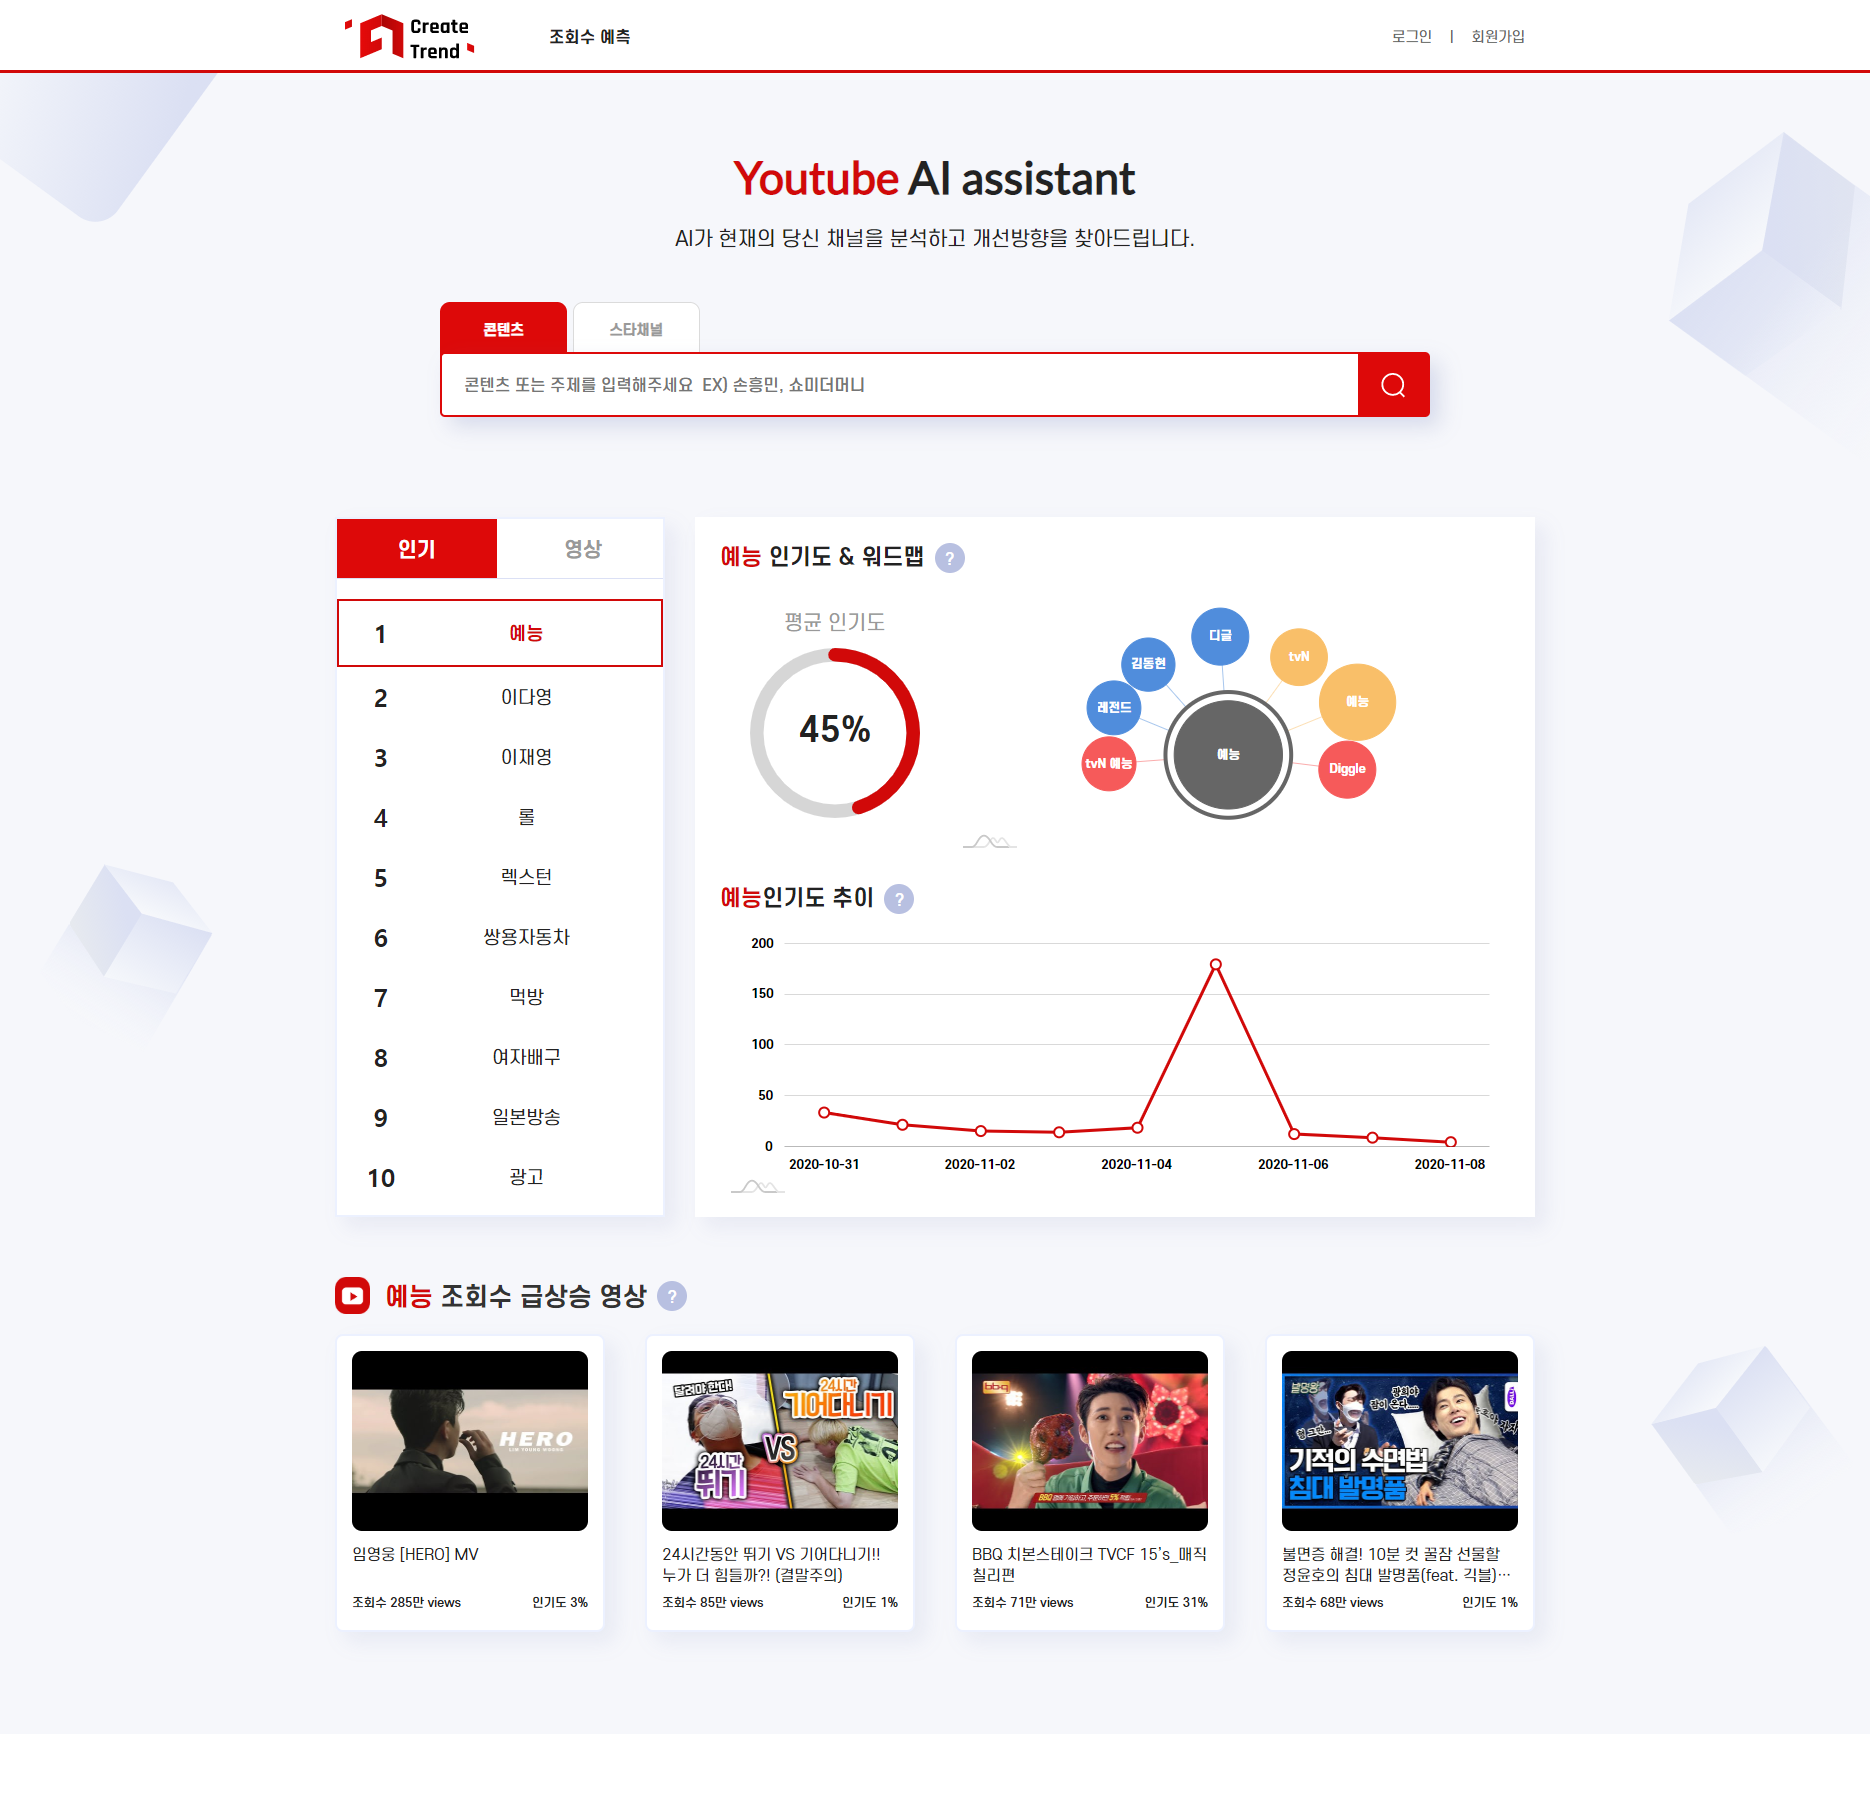 Create
Trend
조회수 예측
로그인 | 회원가입
Youtube AI assistant
AI가 현재의 당신 채널을 분석하고 개선방향을 찾아드립니다.
콘텐츠
스타채널
콘텐츠 또는 주제를 입력해주세요 EX) 손흥민, 쇼미더머니
인기
영상
1 예능
2 이다영
3 이재영
4 롤
5 렉스턴
6 쌍용자동차
7 먹방
8 여자배구
9 일본방송
10 광고
예능 인기도 & 워드맵 ?
평균 인기도
45%
디글
tvN
김동현
예능
레전드
예능
tvN 예능
Diggle
예능인기도 추이 ?
200
150
100
50
0
2020-10-31
2020-11-02
2020-11-04
2020-11-06
2020-11-08
예능 조회수 급상승 영상 ?
HERO
LIM YOUNG WOONG
임영웅 [HERO] MV
조회수 285만 views
인기도 3%
달려야 한다!
24시간
기어다니기
VS
24시간
뛰기
24시간동안 뛰기 VS 기어다니기!!
누가 더 힘들까?! (결말주의)
조회수 85만 views
인기도 1%
bbq
BBQ 치본스테이크 TVCF 15's_매직
칠리편
조회수 71만 views
인기도 31%
발명왕
광희야
잠이 온다.....
형 그만...
기적의 수면법
침대 발명품
불면증 해결! 10분 컷 꿀잠 선물할
정윤호의 침대 발명품(feat. 긱블)…
조회수 68만 views
인기도 1%